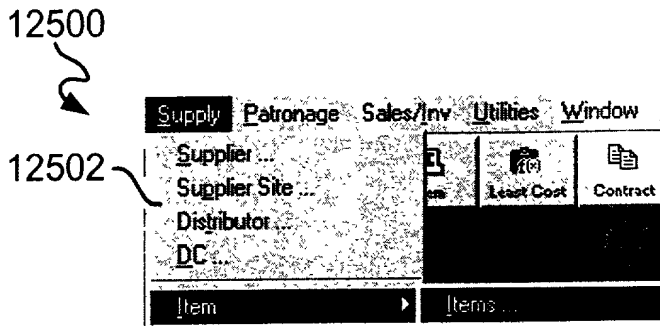 12500
Supply Patronage Sales/Inv Utilities Window
12502
Supplier ...
Supplier Site ...
Distributor ...
DC ...
Least Cost Contract
Item Items ...